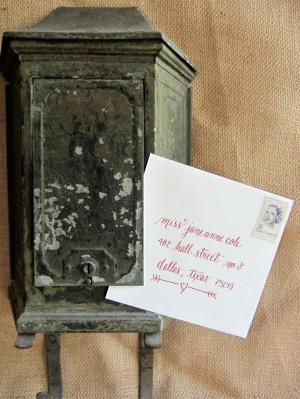 miss jane anne cole
402 hall street no. 8
dallas, texas 75219